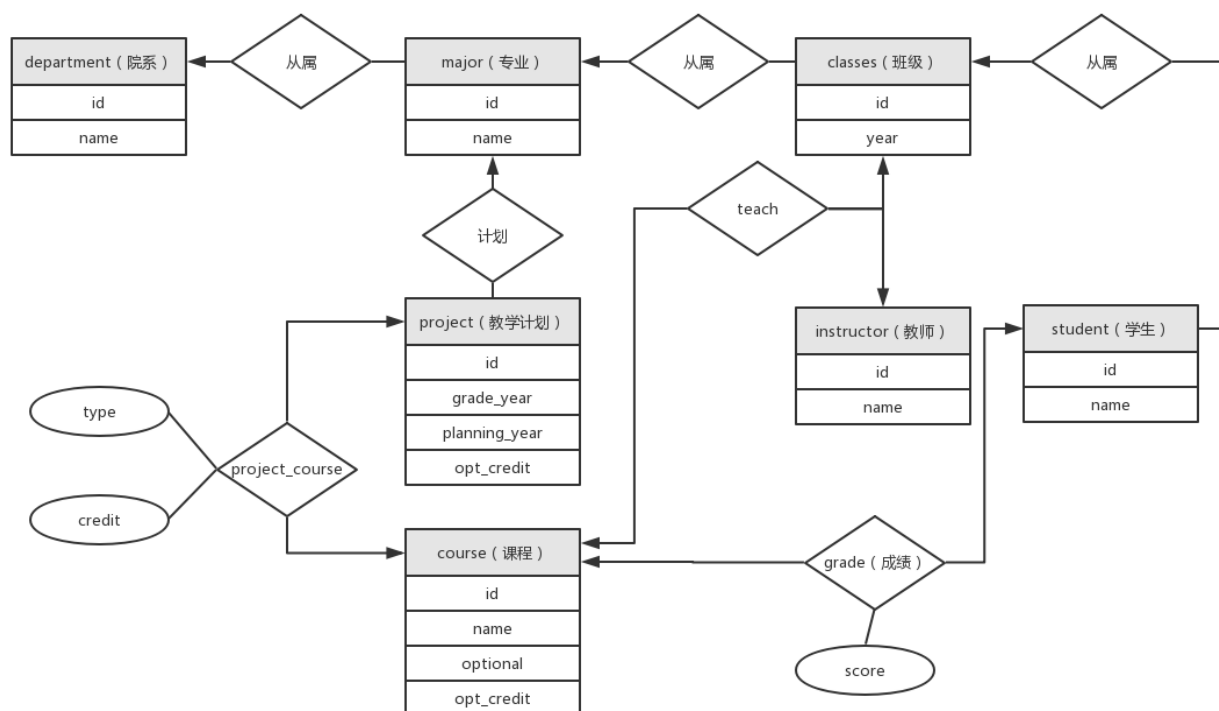 department（院系）
id
name
从属
major（专业）
id
name
从属
classes（班级）
id
year
从属
teach
计划
project（教学计划）
id
grade_year
planning_year
opt_credit
instructor（教师）
id
name
student（学生）
id
name
type
project_course
credit
course（课程）
id
name
optional
opt_credit
grade（成绩）
score